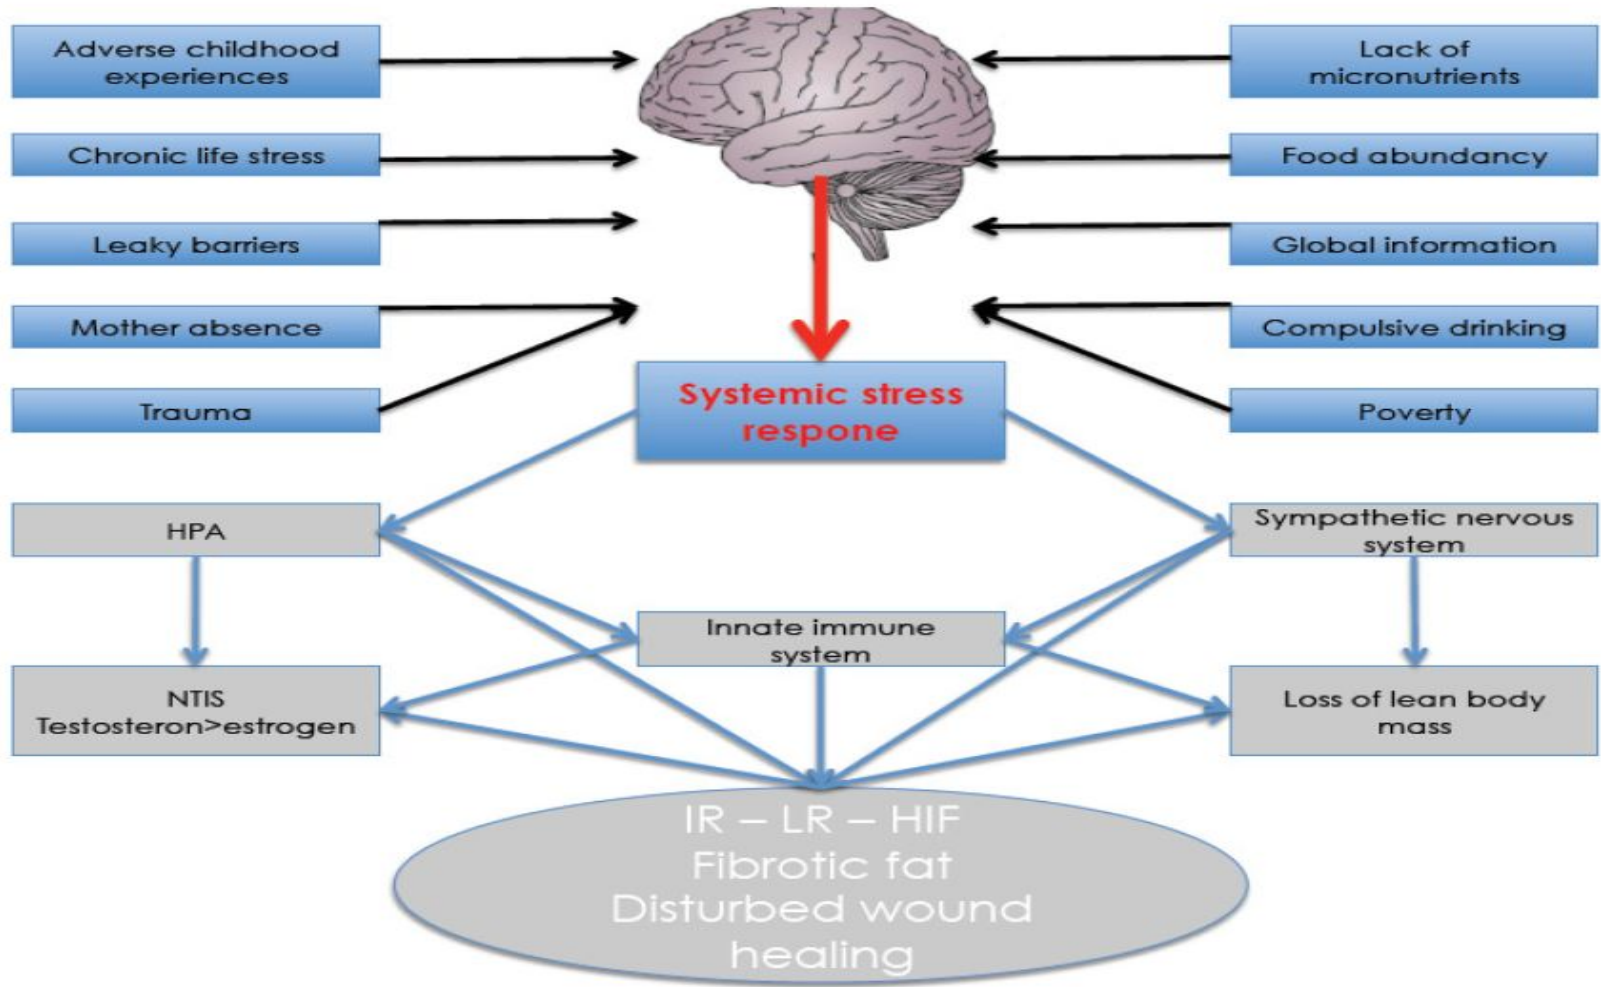 Adverse childhood
experiences
Lack of
micronutrients
Chronic life stress
Food abundancy
Leaky barriers
Global information
Mother absence
Compulsive drinking
Trauma
Poverty
Systemic stress
respone
HPA
Sympathetic nervous
system
Innate immune
system
NTIS
Testosteron>estrogen
Loss of lean body
mass
IR – LR – HIF
Fibrotic fat
Disturbed wound
healing